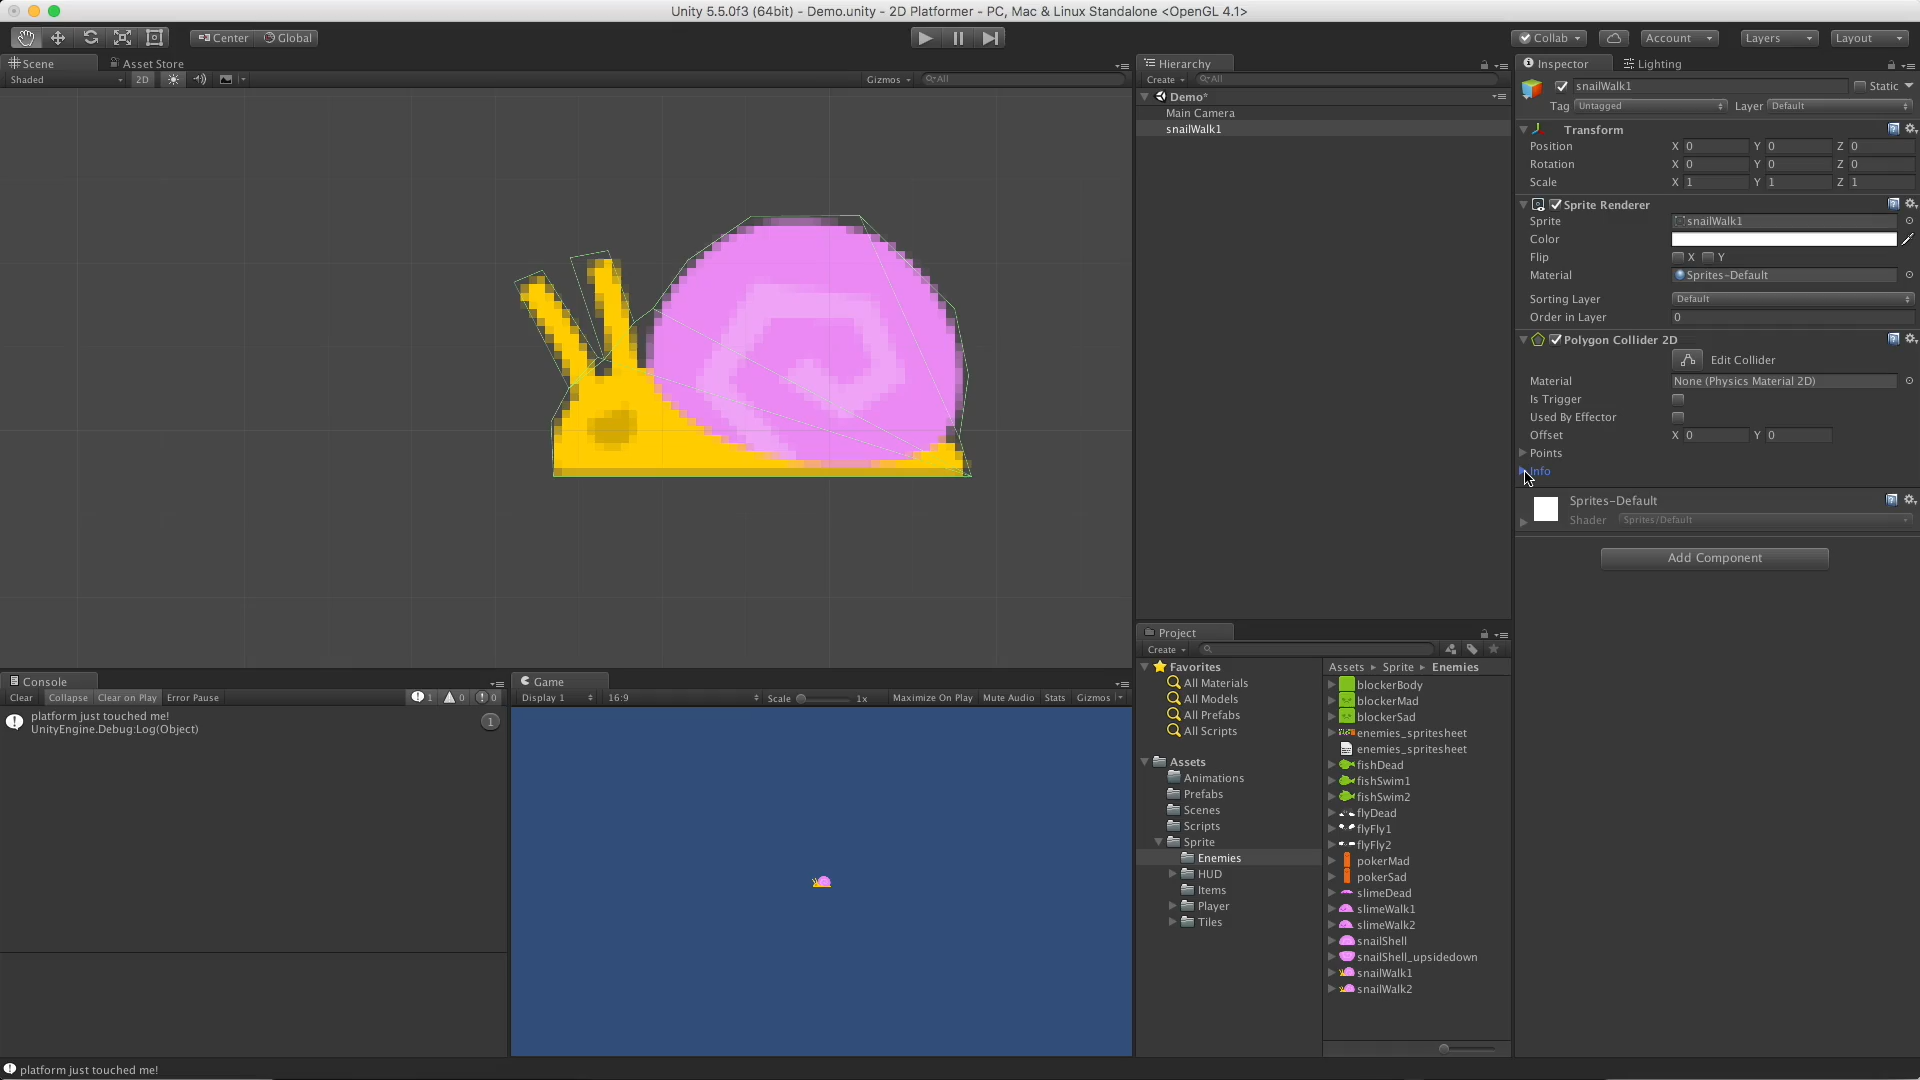 Unity 5.5.0f3 (64bit) - Demo.unity - 2D Platformer - PC, Mac & Linux Standalone <OpenGL 4.1>
Center Global Collab Account Layers Layout
Scene Asset Store
Shaded 2D Gizmos All
Hierarchy
Create All
Demo*
Main Camera
snailWalk1
Inspector Lighting
snailWalk1 Static
Tag Untagged Layer Default
Transform
Position X 0 Y 0 Z 0
Rotation X 0 Y 0 Z 0
Scale X 1 Y 1 Z 1
Sprite Renderer
Sprite snailWalk1
Color
Flip X Y
Material Sprites-Default
Sorting Layer Default
Order in Layer 0
Polygon Collider 2D
Edit Collider
Material None (Physics Material 2D)
Is Trigger
Used By Effector
Offset X 0 Y 0
Points
Info
Sprites-Default
Shader Sprites/Default
Add Component
Console
Clear Collapse Clear on Play Error Pause 1 0 0
platform just touched me!
UnityEngine.Debug:Log(Object)
1
Game
Display 1 16:9 Scale 1x Maximize On Play Mute Audio Stats Gizmos
Project
Create
Favorites
All Materials
All Models
All Prefabs
All Scripts
Assets
Animations
Prefabs
Scenes
Scripts
Sprite
Enemies
HUD
Items
Player
Tiles
Assets Sprite Enemies
blockerBody
blockerMad
blockerSad
enemies_spritesheet
enemies_spritesheet
fishDead
fishSwim1
fishSwim2
flyDead
flyFly1
flyFly2
pokerMad
pokerSad
slimeDead
slimeWalk1
slimeWalk2
snailShell
snailShell_upsidedown
snailWalk1
snailWalk2
platform just touched me!